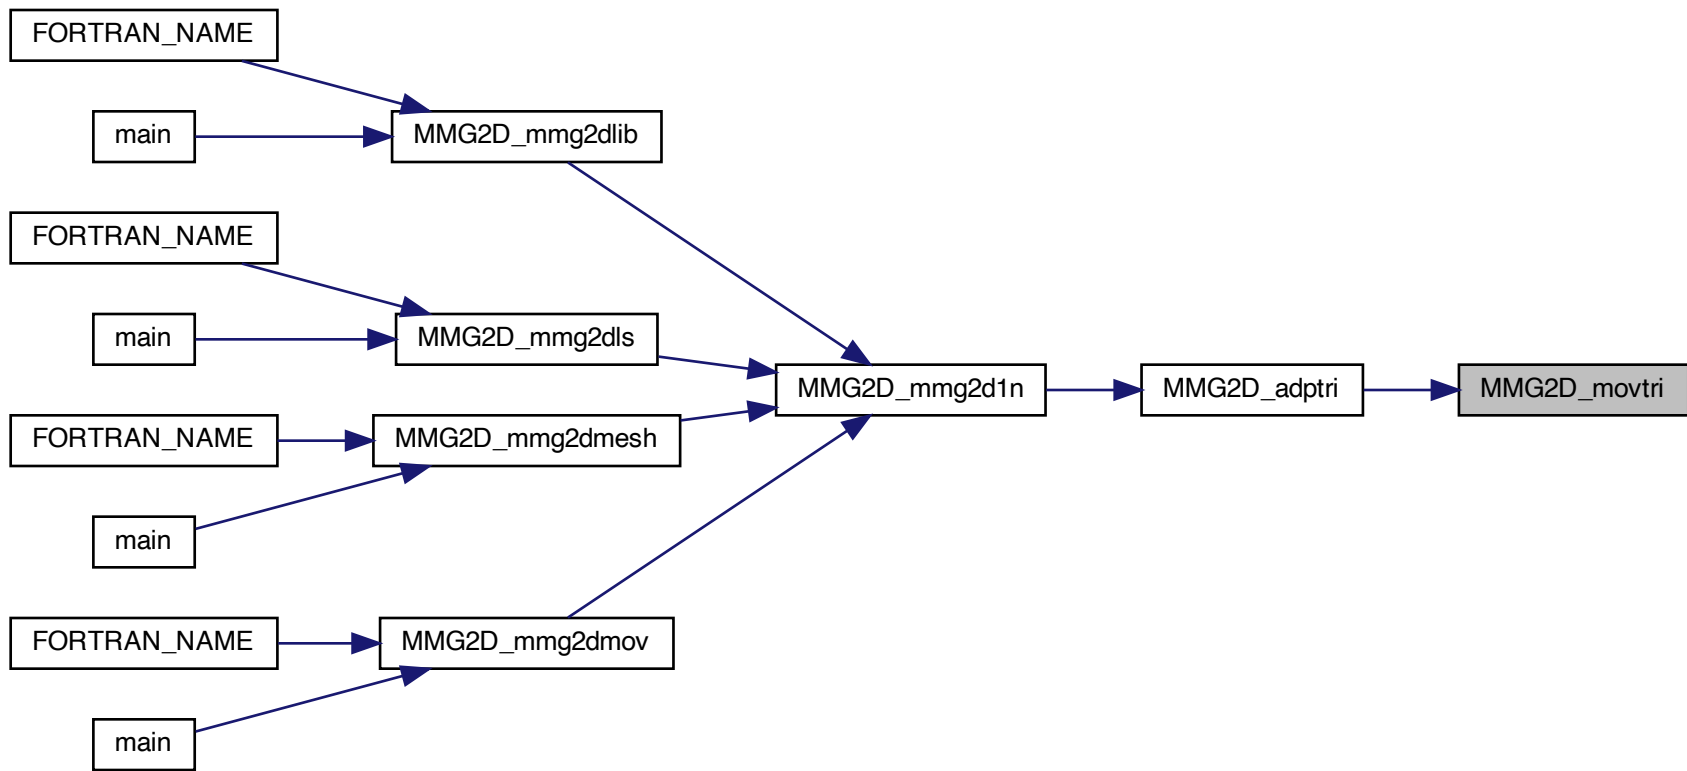 FORTRAN_NAME
main
MMG2D_mmg2dlib
FORTRAN_NAME
main
MMG2D_mmg2dls
MMG2D_mmg2d1n
MMG2D_adptri
MMG2D_movtri
FORTRAN_NAME
MMG2D_mmg2dmesh
main
FORTRAN_NAME
MMG2D_mmg2dmov
main